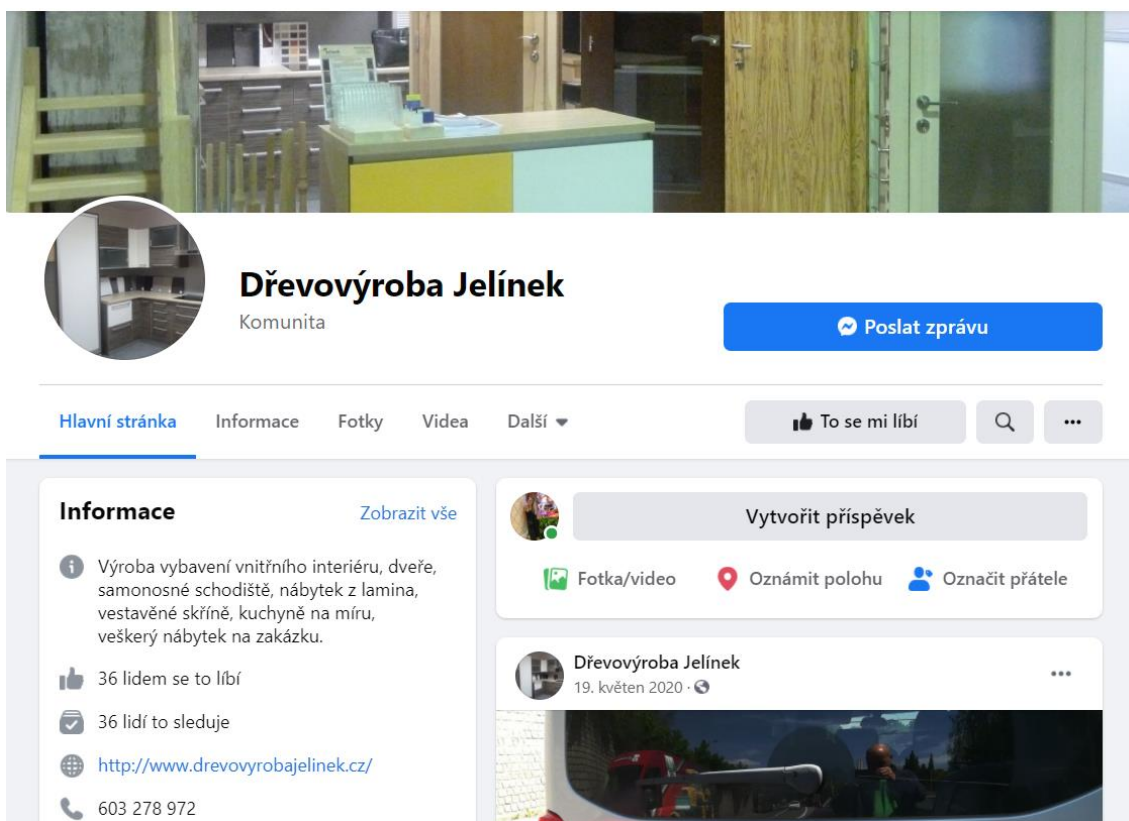 Dřevovýroba Jelínek
Komunita
Poslat zprávu
Hlavní stránka
Informace
Fotky
Videa
Další
To se mi líbí
Informace
Zobrazit vše
Výroba vybavení vnitřního interiéru, dveře,
samonosné schodiště, nábytek z lamina,
vestavěné skříně, kuchyně na míru,
veškerý nábytek na zakázku.
36 lidem se to líbí
36 lidí to sleduje
http://www.drevovyrobajelinek.cz/
603 278 972
Vytvořit příspěvek
Fotka/video
Oznámit polohu
Označit přátele
Dřevovýroba Jelínek
19. květen 2020 ·